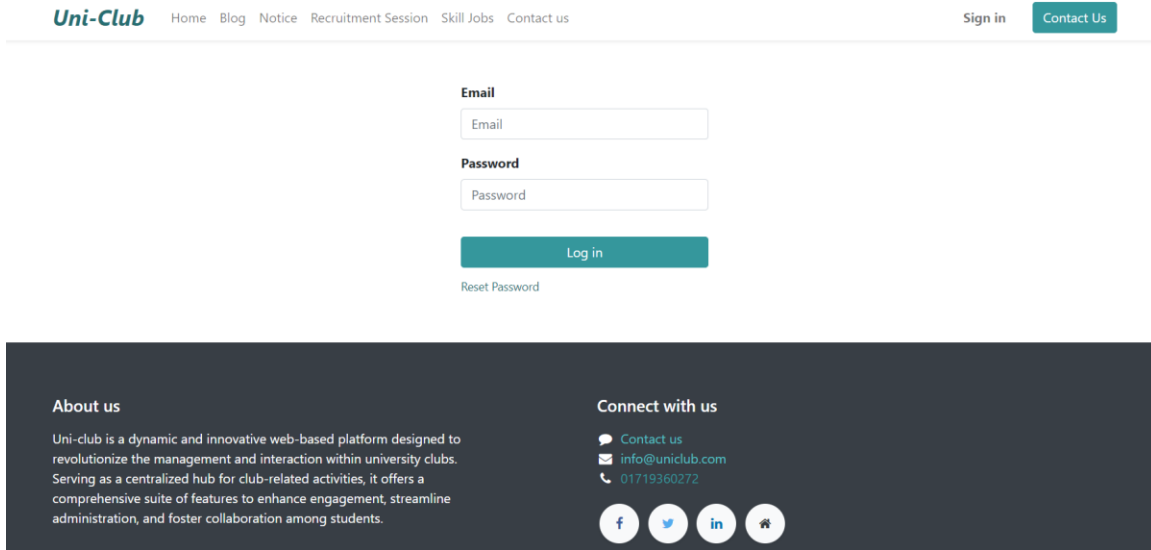 Uni-Club Home Blog Notice Recruitment Session Skill Jobs Contact us Sign in Contact Us
Email
Email
Password
Password
Log in
Reset Password
About us
Uni-club is a dynamic and innovative web-based platform designed to
revolutionize the management and interaction within university clubs.
Serving as a centralized hub for club-related activities, it offers a
comprehensive suite of features to enhance engagement, streamline
administration, and foster collaboration among students.
Connect with us
Contact us
info@uniclub.com
01719360272